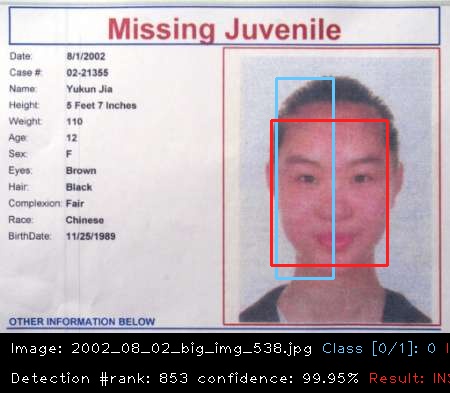 Missing Juvenile
Date: 8/1/2002
Case #: 02-21355
Name: Yukun Jia
Height: 5 Feet 7 Inches
Weight: 110
Age: 12
Sex: F
Eyes: Brown
Hair: Black
Complexion: Fair
Race: Chinese
BirthDate: 11/25/1989
OTHER INFORMATION BELOW
Image: 2002_08_02_big_img_538.jpg Class [0/1]: 0
Detection #rank: 853 confidence: 99.95% Result: